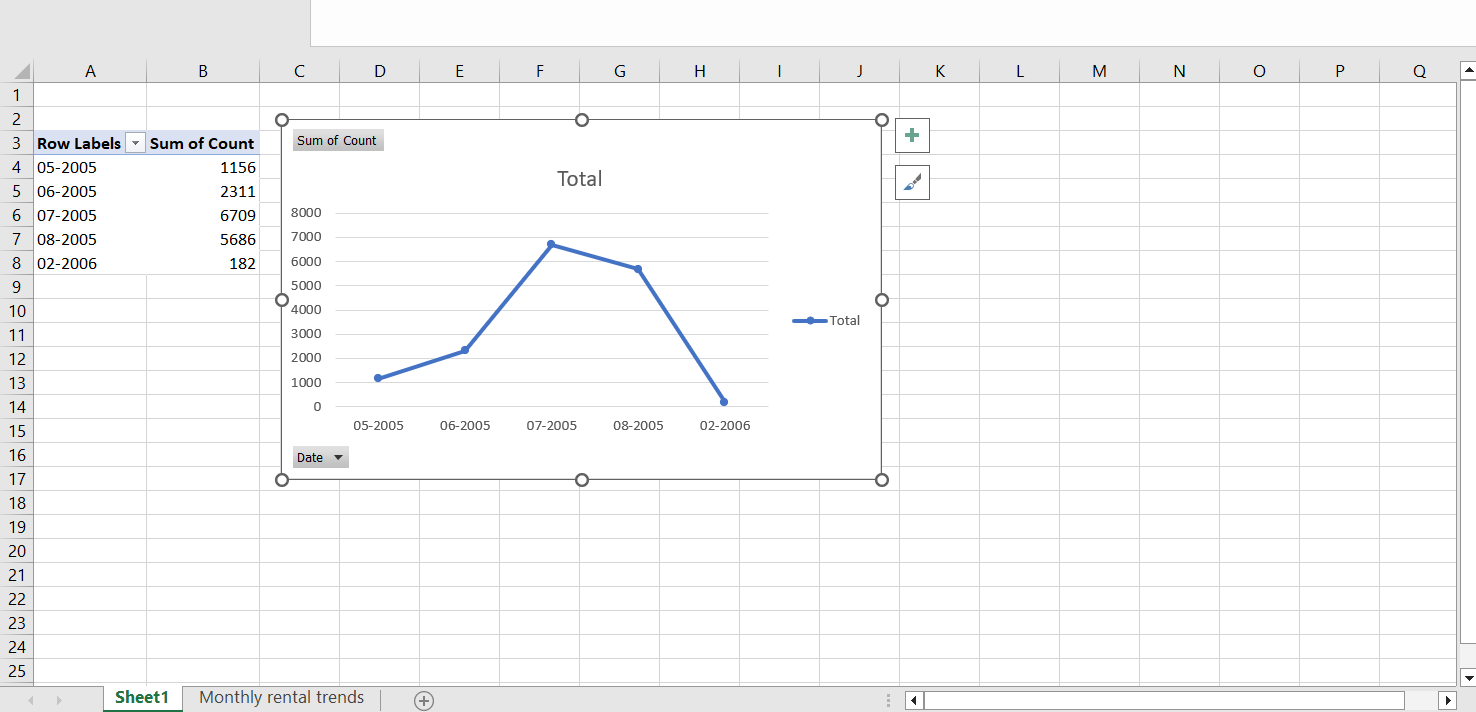 A B C D E F G H I J K L M N O P Q
1
2
3 Row Labels Sum of Count
4 05-2005 1156
5 06-2005 2311
6 07-2005 6709
7 08-2005 5686
8 02-2006 182
9
10
11
12
13
14
15
16
17
18
19
20
21
22
23
24
25
Sum of Count
Total
8000
7000
6000
5000
4000
3000
2000
1000
0
05-2005 06-2005 07-2005 08-2005 02-2006
Total
Date
Sheet1 Monthly rental trends